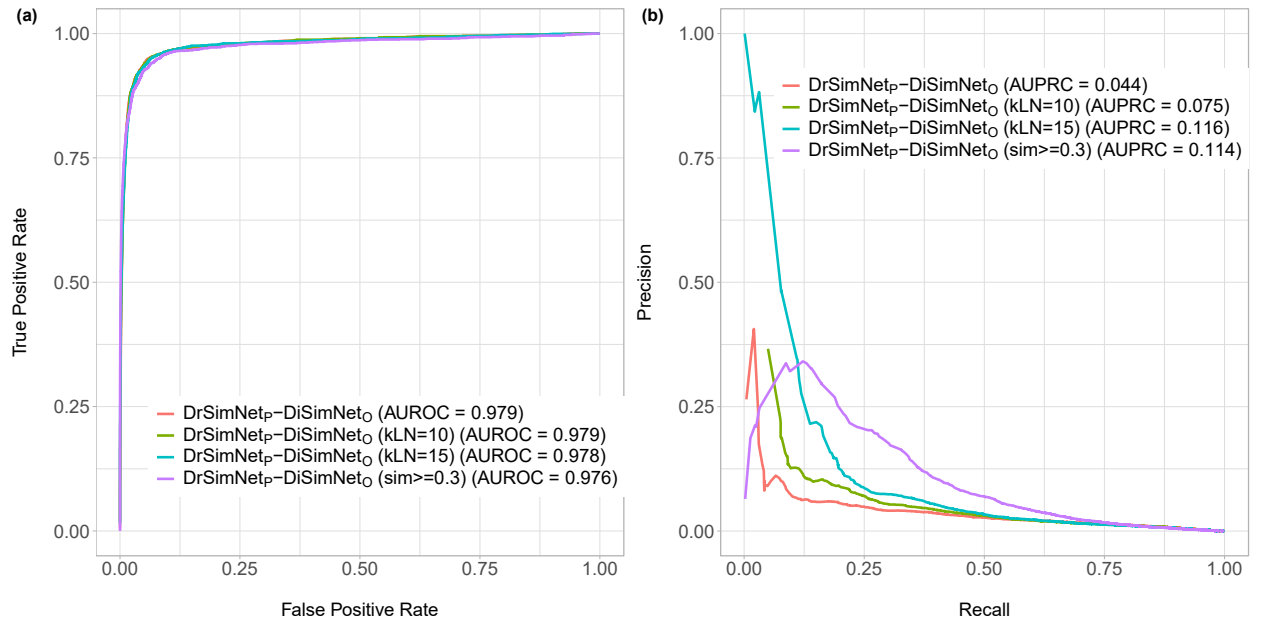 (a)
1.00
0.75
0.50
0.25
0.00
True Positive Rate
DrSimNetP−DiSimNetO (AUROC = 0.979)
DrSimNetP−DiSimNetO (kLN=10) (AUROC = 0.979)
DrSimNetP−DiSimNetO (kLN=15) (AUROC = 0.978)
DrSimNetP−DiSimNetO (sim>=0.3) (AUROC = 0.976)
0.00 0.25 0.50 0.75 1.00
False Positive Rate
(b)
1.00
0.75
0.50
0.25
0.00
Precision
DrSimNetP−DiSimNetO (AUPRC = 0.044)
DrSimNetP−DiSimNetO (kLN=10) (AUPRC = 0.075)
DrSimNetP−DiSimNetO (kLN=15) (AUPRC = 0.116)
DrSimNetP−DiSimNetO (sim>=0.3) (AUPRC = 0.114)
0.00 0.25 0.50 0.75 1.00
Recall